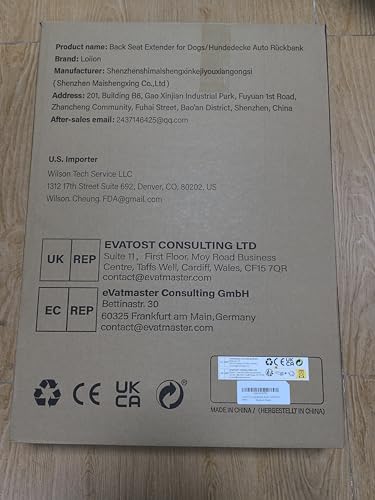 Product name: Back Seat Extender for Dogs/Hundedecke Auto Rückbank
Brand: Loiion
Manufacturer: Shenzhenshimaishengxinkejiyouxiangongsi
(Shenzhen Maishengxing Co., Ltd)
Address: 201, Building B6, Gao Xinjian Industrial Park, Fuyuan 1st Road,
Zhancheng Community, Fuhai Street, Bao'an District, Shenzhen, China
After-sales email: 2437146425@qq.com
U.S. Importer
Wilson Tech Service LLC
1312 17th Street Suite 692, Denver, CO, 80202, US
Wilson. Cheung. FDA@gmail.com
UK REP
EVATOST CONSULTING LTD
Suite 11, First Floor, Moy Road Business
Centre, Taffs Well, Cardiff, Wales, CF15 7QR
contact@evatmaster.com
EC REP
eVatmaster Consulting GmbH
Bettinastr. 30
60325 Frankfurt am Main,Germany
contact@evatmaster.com
CE
UK
CA
MADE IN CHINA / (HERGESTELLT IN CHINA)